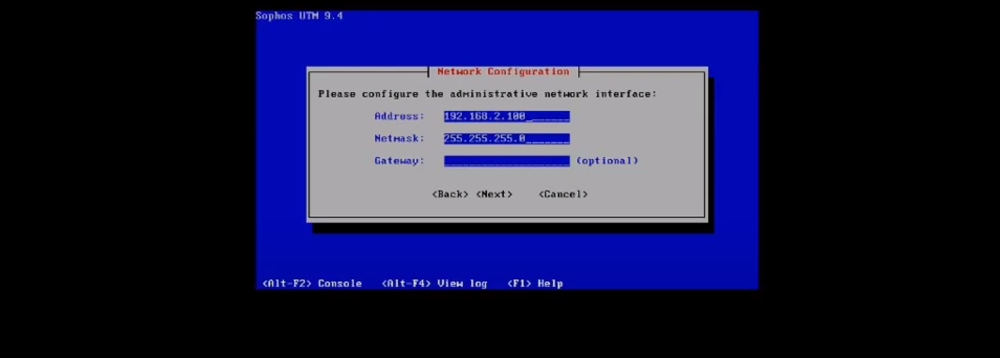 Sophos UTM 9.4
Network Configuration
Please configure the administrative network interface:
Address: 192.168.2.100
Netmask: 255.255.255.0
Gateway: (optional)
<Back> <Next> <Cancel>
<Alt-F2> Console <Alt-F4> View log <F1> Help